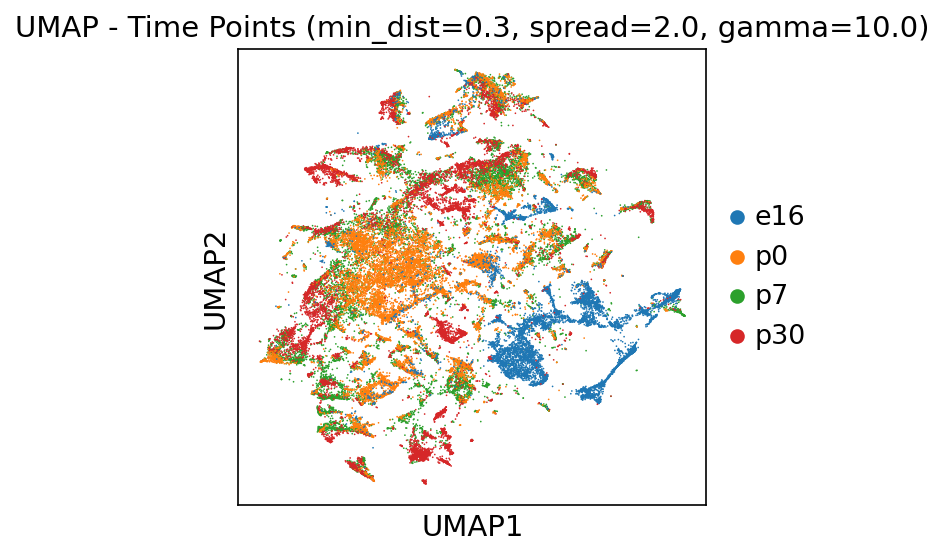 UMAP - Time Points (min_dist=0.3, spread=2.0, gamma=10.0)
UMAP2
e16
p0
p7
p30
UMAP1